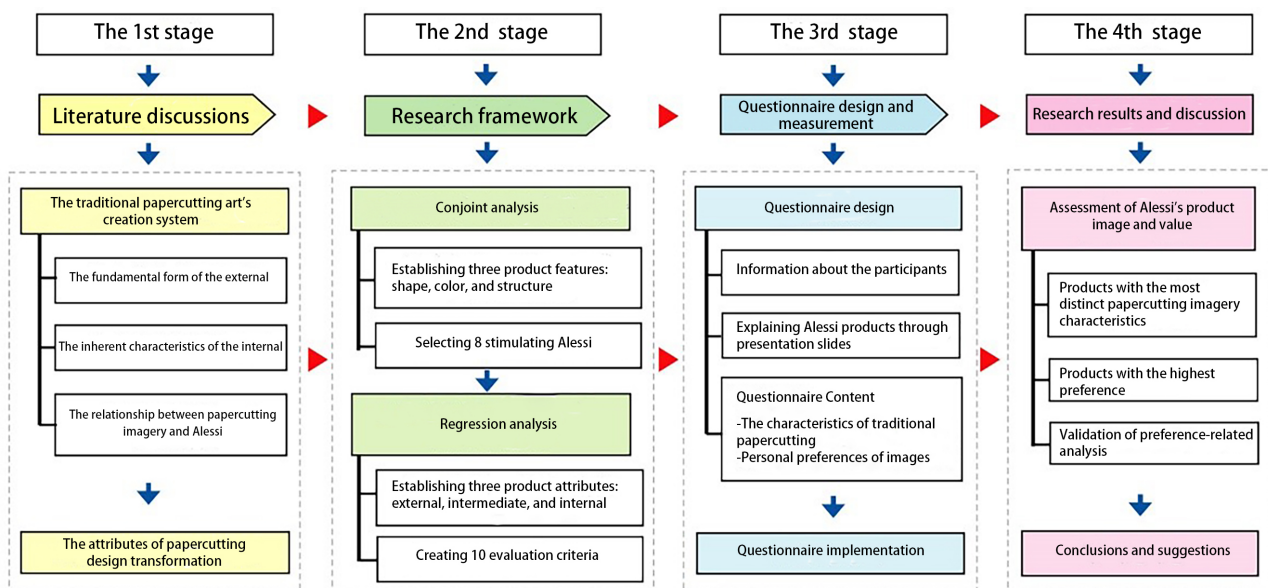 The 1st stage
Literature discussions
The traditional papercutting art's
creation system
The fundamental form of the external
The inherent characteristics of the internal
The relationship between papercutting
imagery and Alessi
The attributes of papercutting
design transformation
The 2nd stage
Research framework
Conjoint analysis
Establishing three product features:
shape, color, and structure
Selecting 8 stimulating Alessi
Regression analysis
Establishing three product attributes:
external, intermediate, and internal
Creating 10 evaluation criteria
The 3rd stage
Questionnaire design and
measurement
Questionnaire design
Information about the participants
Explaining Alessi products through
presentation slides
Questionnaire Content
-The characteristics of traditional
papercutting
-Personal preferences of images
Questionnaire implementation
The 4th stage
Research results and discussion
Assessment of Alessi's product
image and value
Products with the most
distinct papercutting imagery
characteristics
Products with the highest
preference
Validation of preference-related
analysis
Conclusions and suggestions